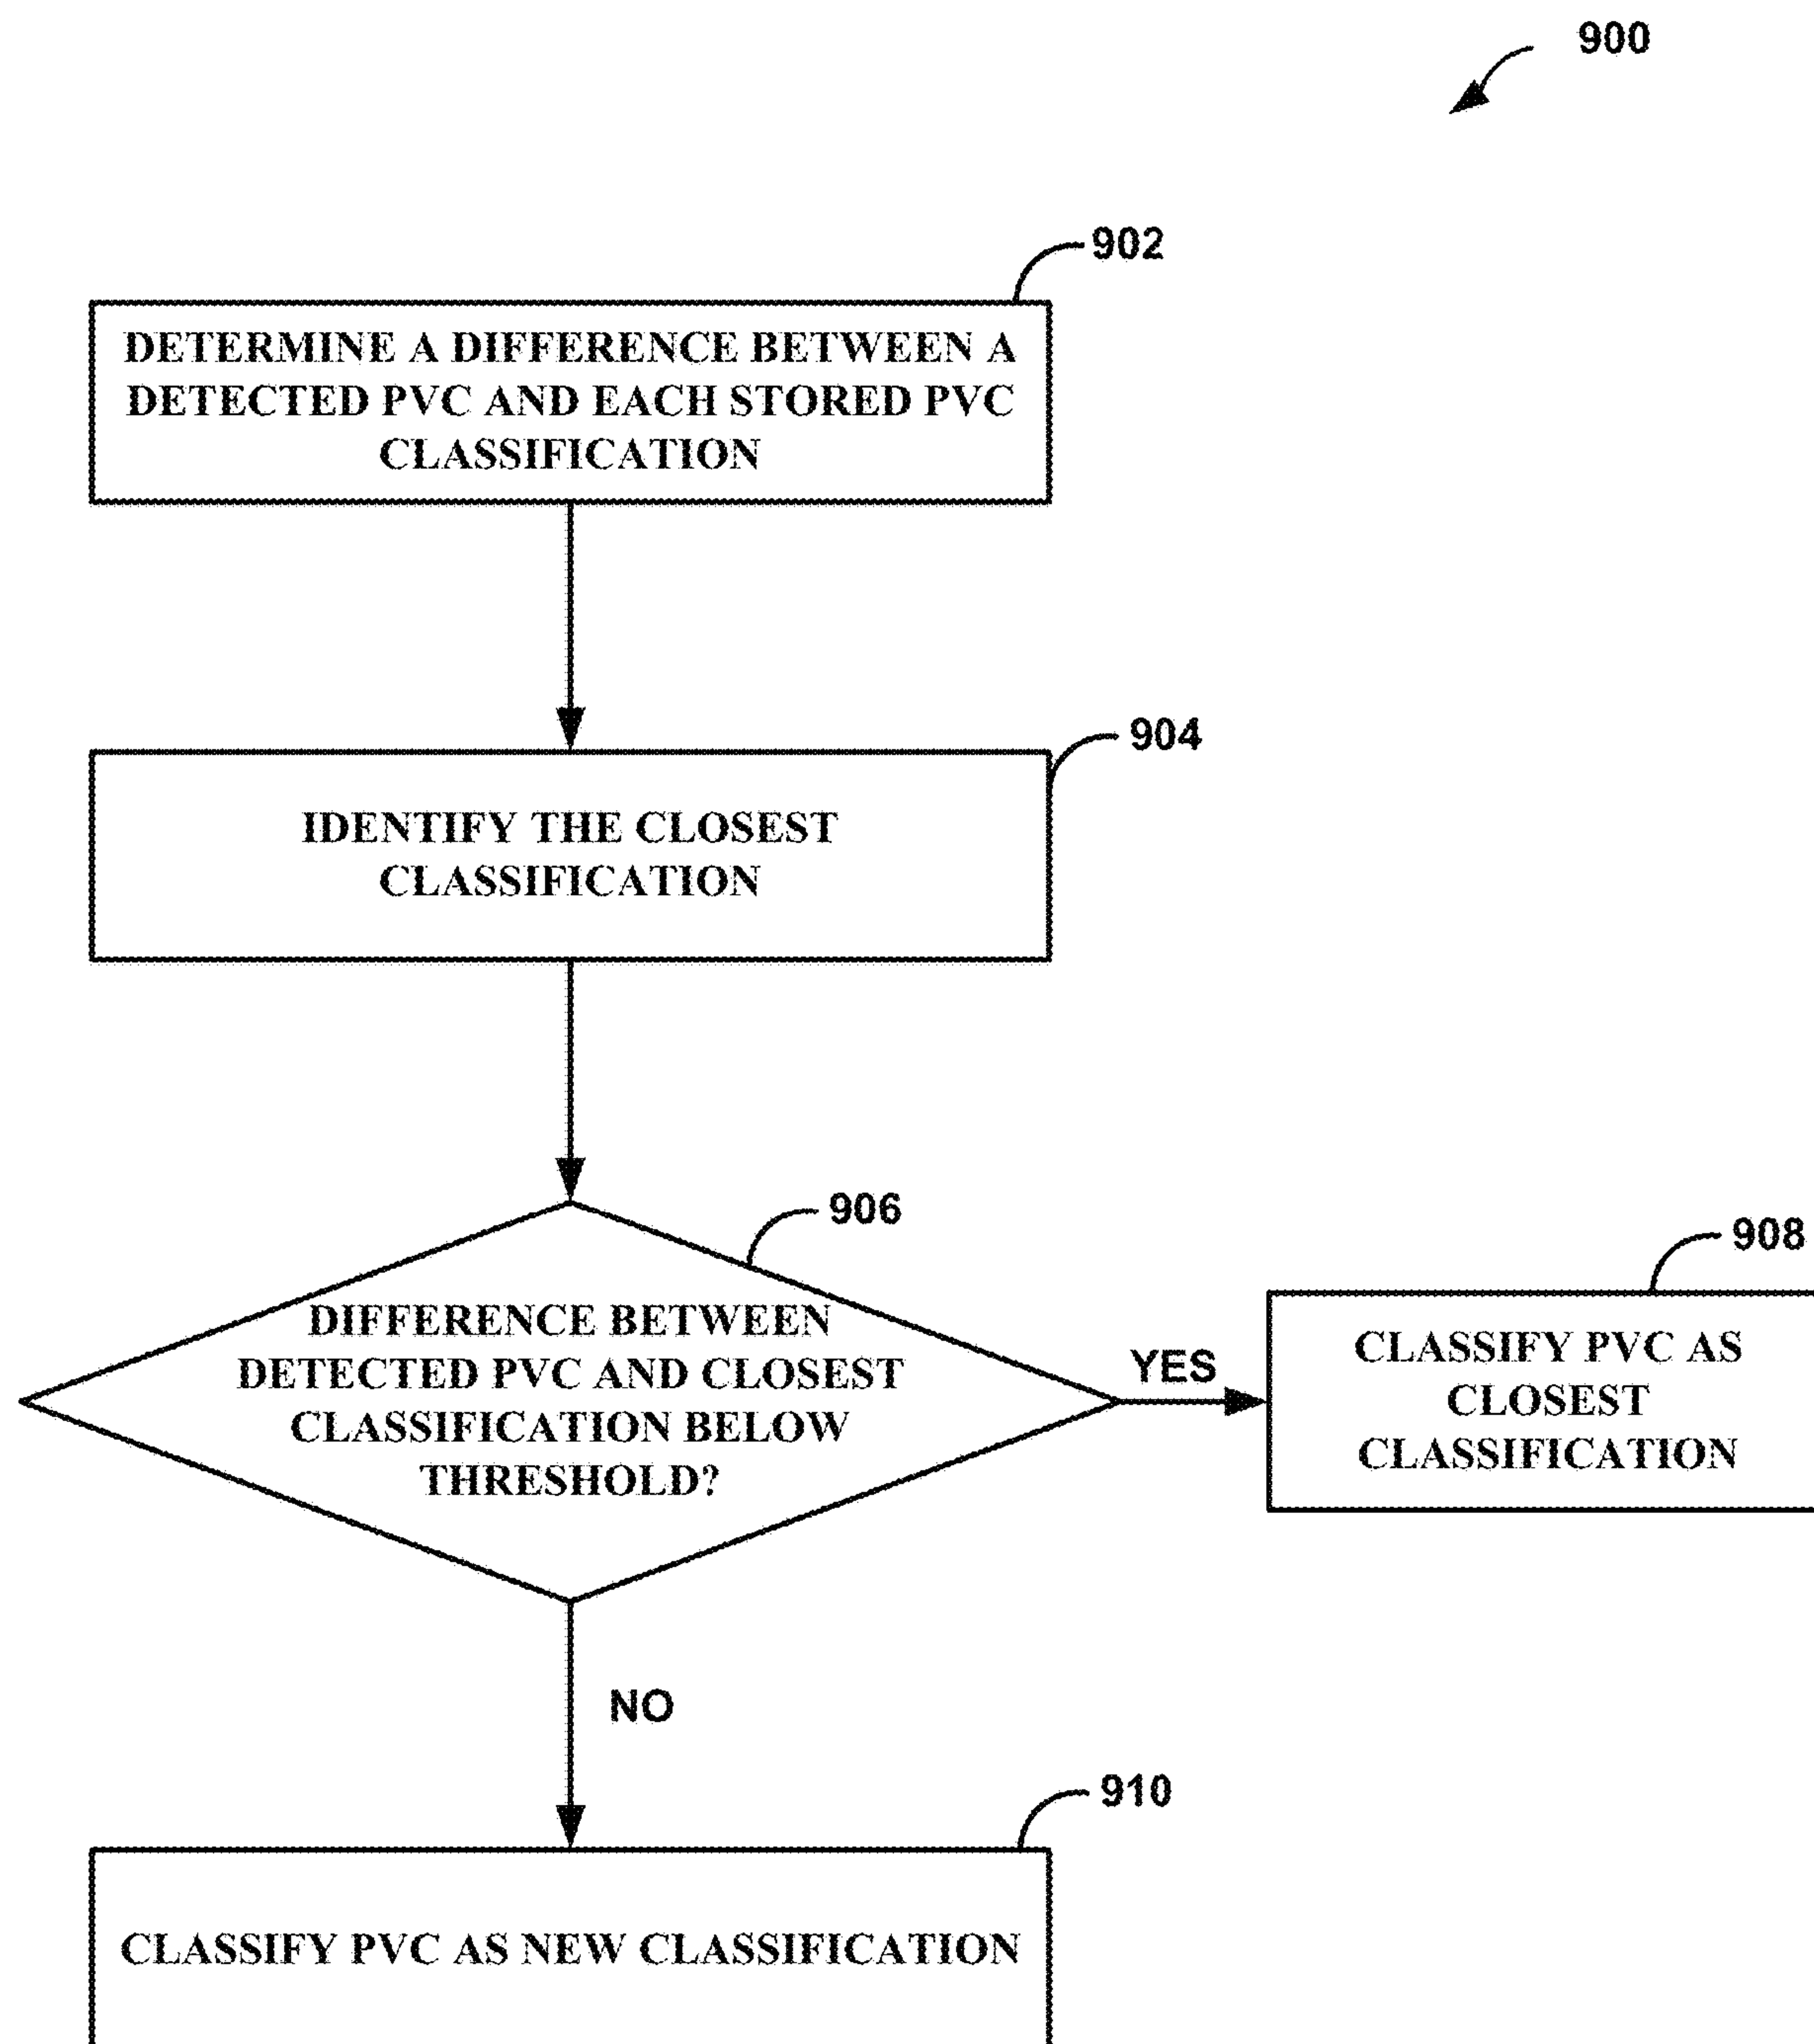 900
902
DETERMINE A DIFFERENCE BETWEEN A
DETECTED PVC AND EACH STORED PVC
CLASSIFICATION
904
IDENTIFY THE CLOSEST
CLASSIFICATION
906
DIFFERENCE BETWEEN
DETECTED PVC AND CLOSEST
CLASSIFICATION BELOW
THRESHOLD?
YES
908
CLASSIFY PVC AS
CLOSEST
CLASSIFICATION
NO
910
CLASSIFY PVC AS NEW CLASSIFICATION